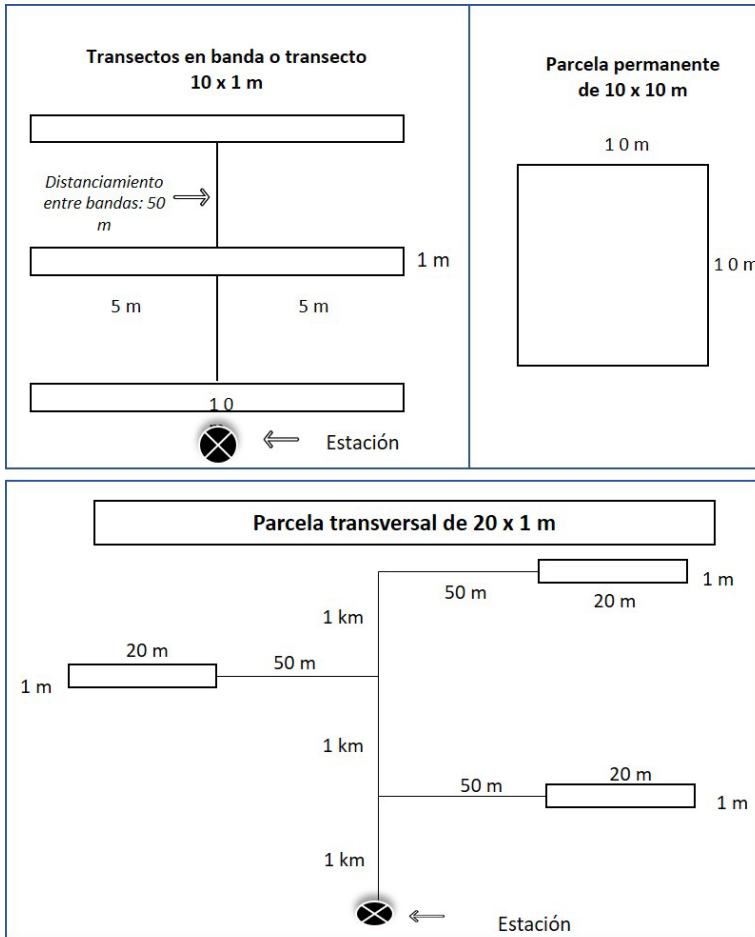 Transectos en banda o transecto
10 x 1 m
Distanciamiento
entre bandas: 50
m
1 m
5 m
5 m
1 0
Estación
Parcela permanente
de 10 x 10 m
1 0 m
1 0 m
Parcela transversal de 20 x 1 m
50 m
20 m
1 m
1 km
20 m
50 m
1 m
1 km
50 m
20 m
1 m
1 km
Estación